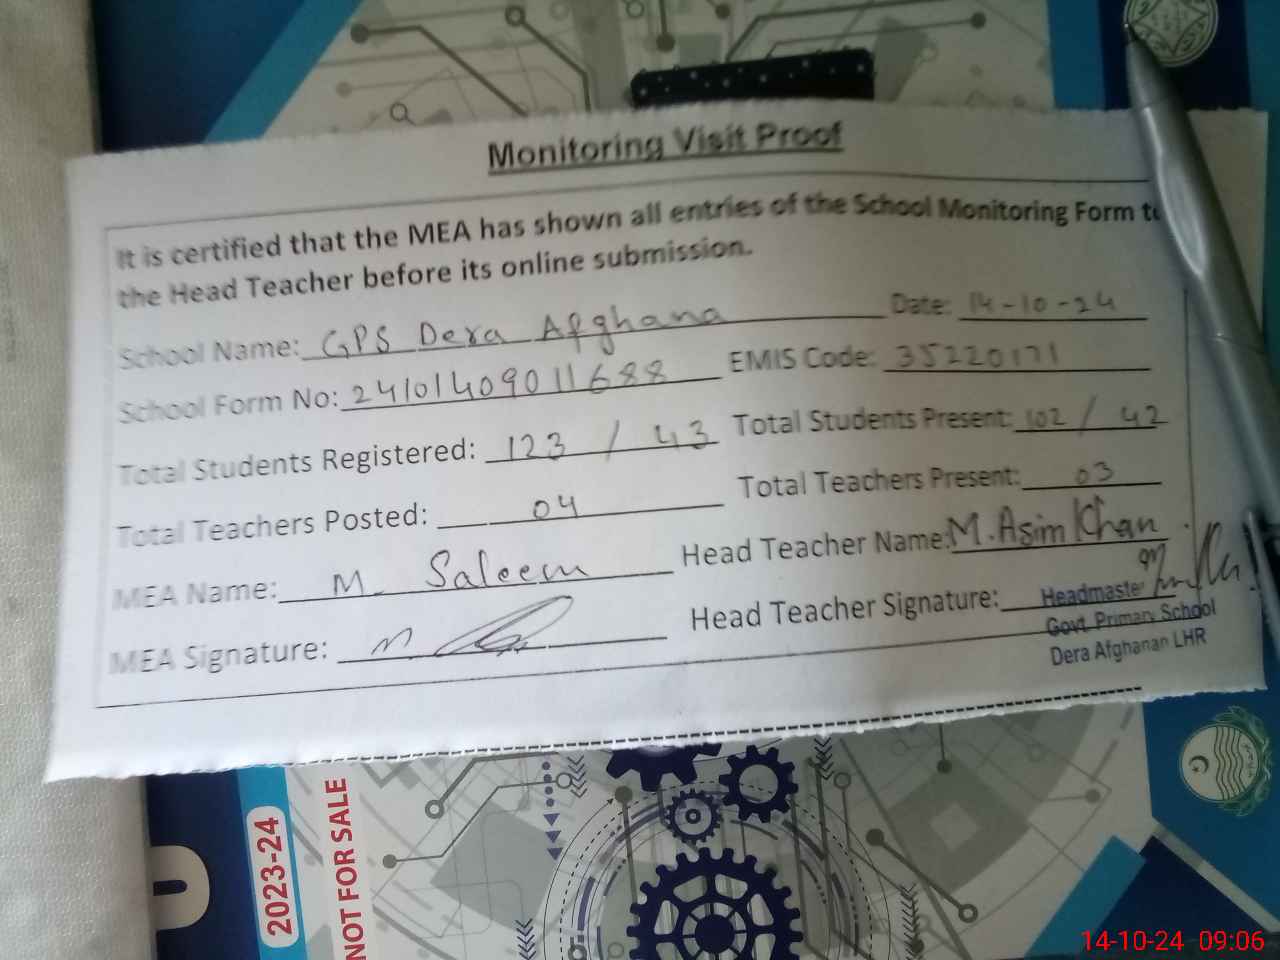 Monitoring Visit Proof
It is certified that the MEA has shown all entries of the School Monitoring Form to
the Head Teacher before its online submission.
School Name: GPS Dera Afghana Date: 14-10-24
School Form No: 24101409011688 EMIS Code: 35220171
Total Students Registered: 123 / 43 Total Students Present: 102 / 42
Total Teachers Posted: 04 Total Teachers Present: 03
MEA Name: M. Saleem Head Teacher Name: M. Asim Khan
MEA Signature: Head Teacher Signature:
Headmaster
Govt. Primary School
Dera Afghanan LHR
2023-24
NOT FOR SALE
14-10-24 09:06